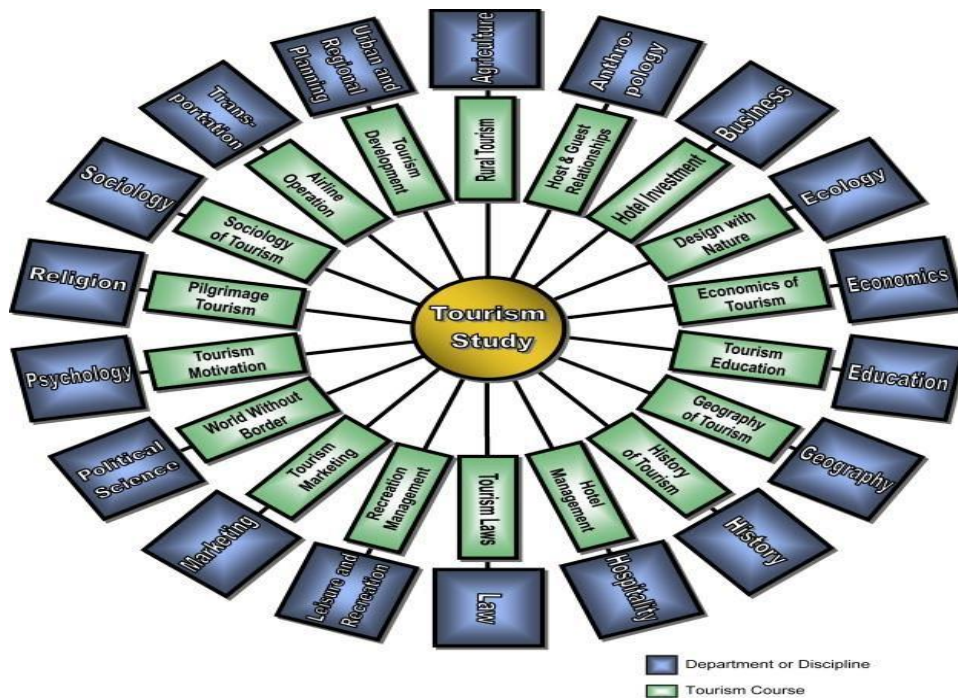 Tourism
Study
Agriculture
Rural Tourism
Anthro-
pology
Host & Guest
Relationships
Business
Hotel Investment
Ecology
Design with
Nature
Economics
Economics of
Tourism
Education
Tourism
Education
Geography
Geography
of Tourism
History
History
of Tourism
Hospitality
Hotel
Management
Law
Tourism Laws
Leisure and
Recreation
Recreation
Management
Marketing
Tourism
Marketing
Political
Science
World Without
Border
Psychology
Tourism
Motivation
Religion
Pilgrimage
Tourism
Sociology
Sociology
of Tourism
Trans-
portation
Airline
Operation
Urban and
Regional
Planning
Tourism
Development
Department or Discipline
Tourism Course